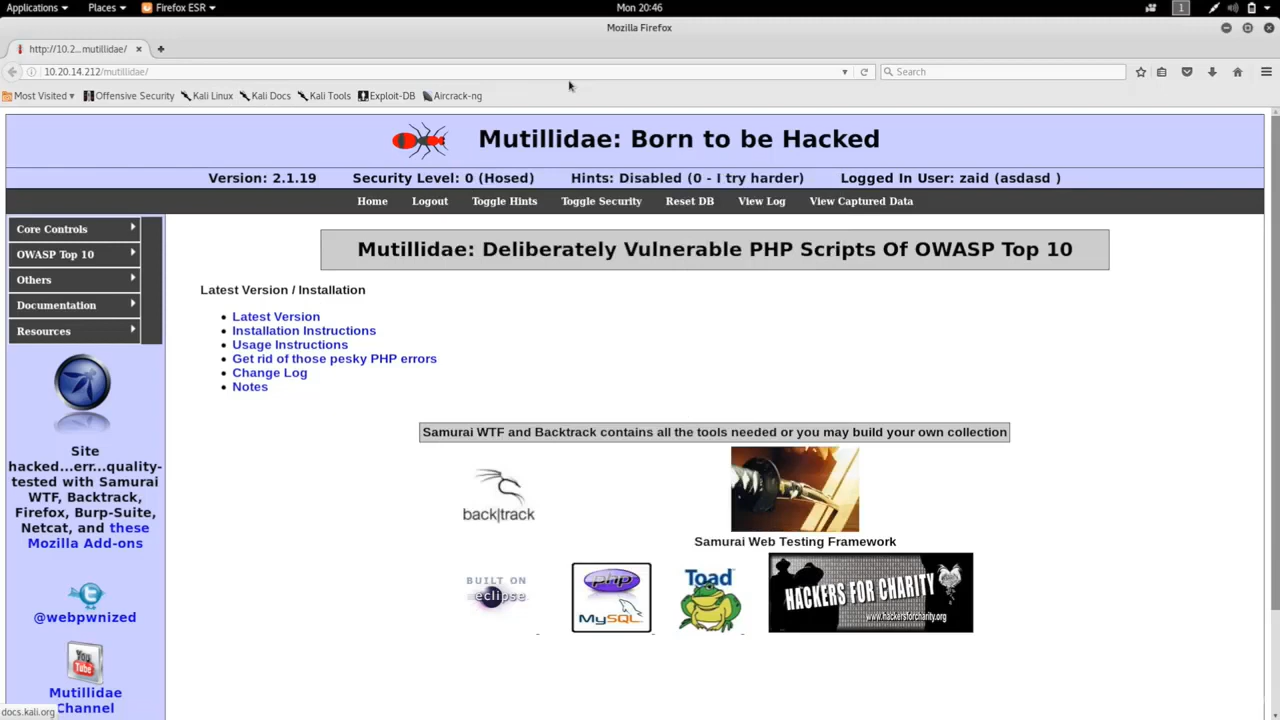 Applications Places Firefox ESR Mon 20:46 1
Mozilla Firefox
http://10.2...mutillidae/
10.20.14.212/mutillidae/ Search
Most Visited Offensive Security Kali Linux Kali Docs Kali Tools Exploit-DB Aircrack-ng
Mutillidae: Born to be Hacked
Version: 2.1.19 Security Level: 0 (Hosed) Hints: Disabled (0 - I try harder) Logged In User: zaid (asdasd )
Home Logout Toggle Hints Toggle Security Reset DB View Log View Captured Data
Core Controls
OWASP Top 10
Others
Documentation
Resources
Site
hacked...err...quality-
tested with Samurai
WTF, Backtrack,
Firefox, Burp-Suite,
Netcat, and these
Mozilla Add-ons
@webpwnized
You
Tube
Mutillidae
Channel
Mutillidae: Deliberately Vulnerable PHP Scripts Of OWASP Top 10
Latest Version / Installation
Latest Version
Installation Instructions
Usage Instructions
Get rid of those pesky PHP errors
Change Log
Notes
Samurai WTF and Backtrack contains all the tools needed or you may build your own collection
back|track
Samurai Web Testing Framework
BUILT ON
eclipse
php
MySQL
Toad
HACKERS FOR CHARITY
www.hackersforcharity.org
docs.kali.org